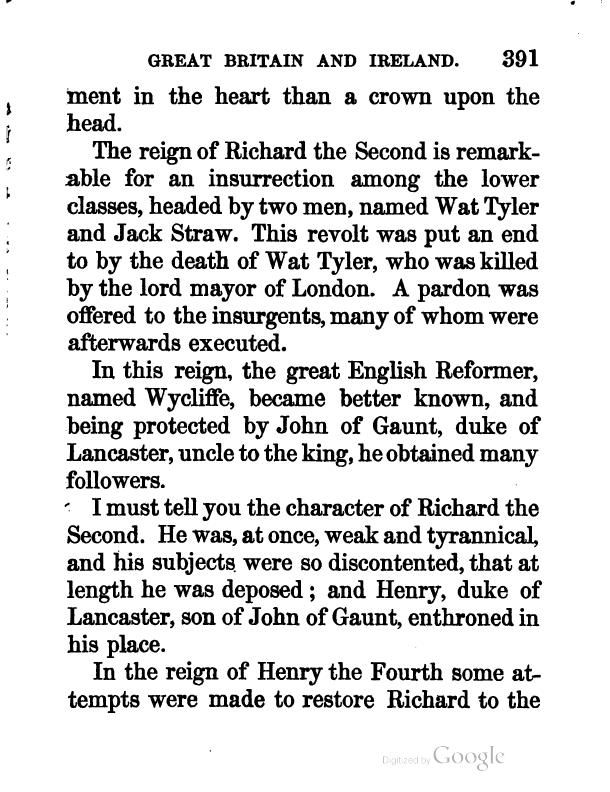 GREAT BRITAIN AND IRELAND. 391
ment in the heart than a crown upon the
head.
The reign of Richard the Second is remark-
able for an insurrection among the lower
classes, headed by two men, named Wat Tyler
and Jack Straw. This revolt was put an end
to by the death of Wat Tyler, who was killed
by the lord mayor of London. A pardon was
offered to the insurgents, many of whom were
afterwards executed.
In this reign, the great English Reformer,
named Wycliffe, became better known, and
being protected by John of Gaunt, duke of
Lancaster, uncle to the king, he obtained many
followers.
I must tell you the character of Richard the
Second. He was, at once, weak and tyrannical,
and his subjects were so discontented, that at
length he was deposed; and Henry, duke of
Lancaster, son of John of Gaunt, enthroned in
his place.
In the reign of Henry the Fourth some at-
tempts were made to restore Richard to the
Digitized by Google